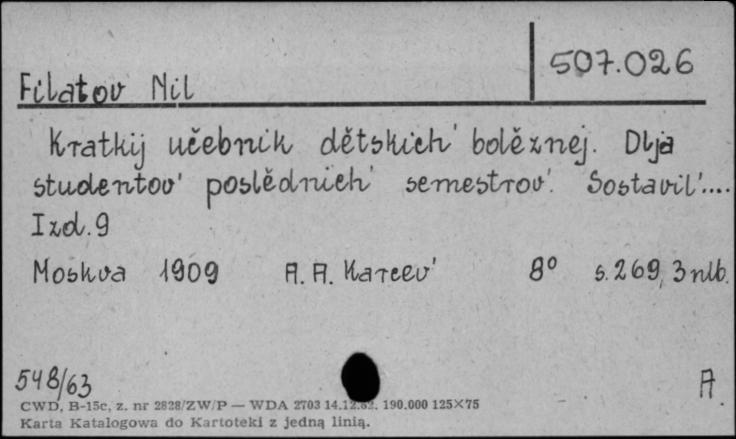 507.026
Filatov Nil
Kratkij učebnik dětskich' bolěznej. Dlja
studentov' poslědnich' semestrov'. Sostavil'....
Izd.9
Moskva 1909 A.A. Karcev' 8° s.269, 3 nlb.
548/63 A
CWD, B-15c, z. nr 2828/ZW/P — WDA 2703 14.12.62. 190.000 125×75
Karta Katalogowa do Kartoteki z jedną linią.